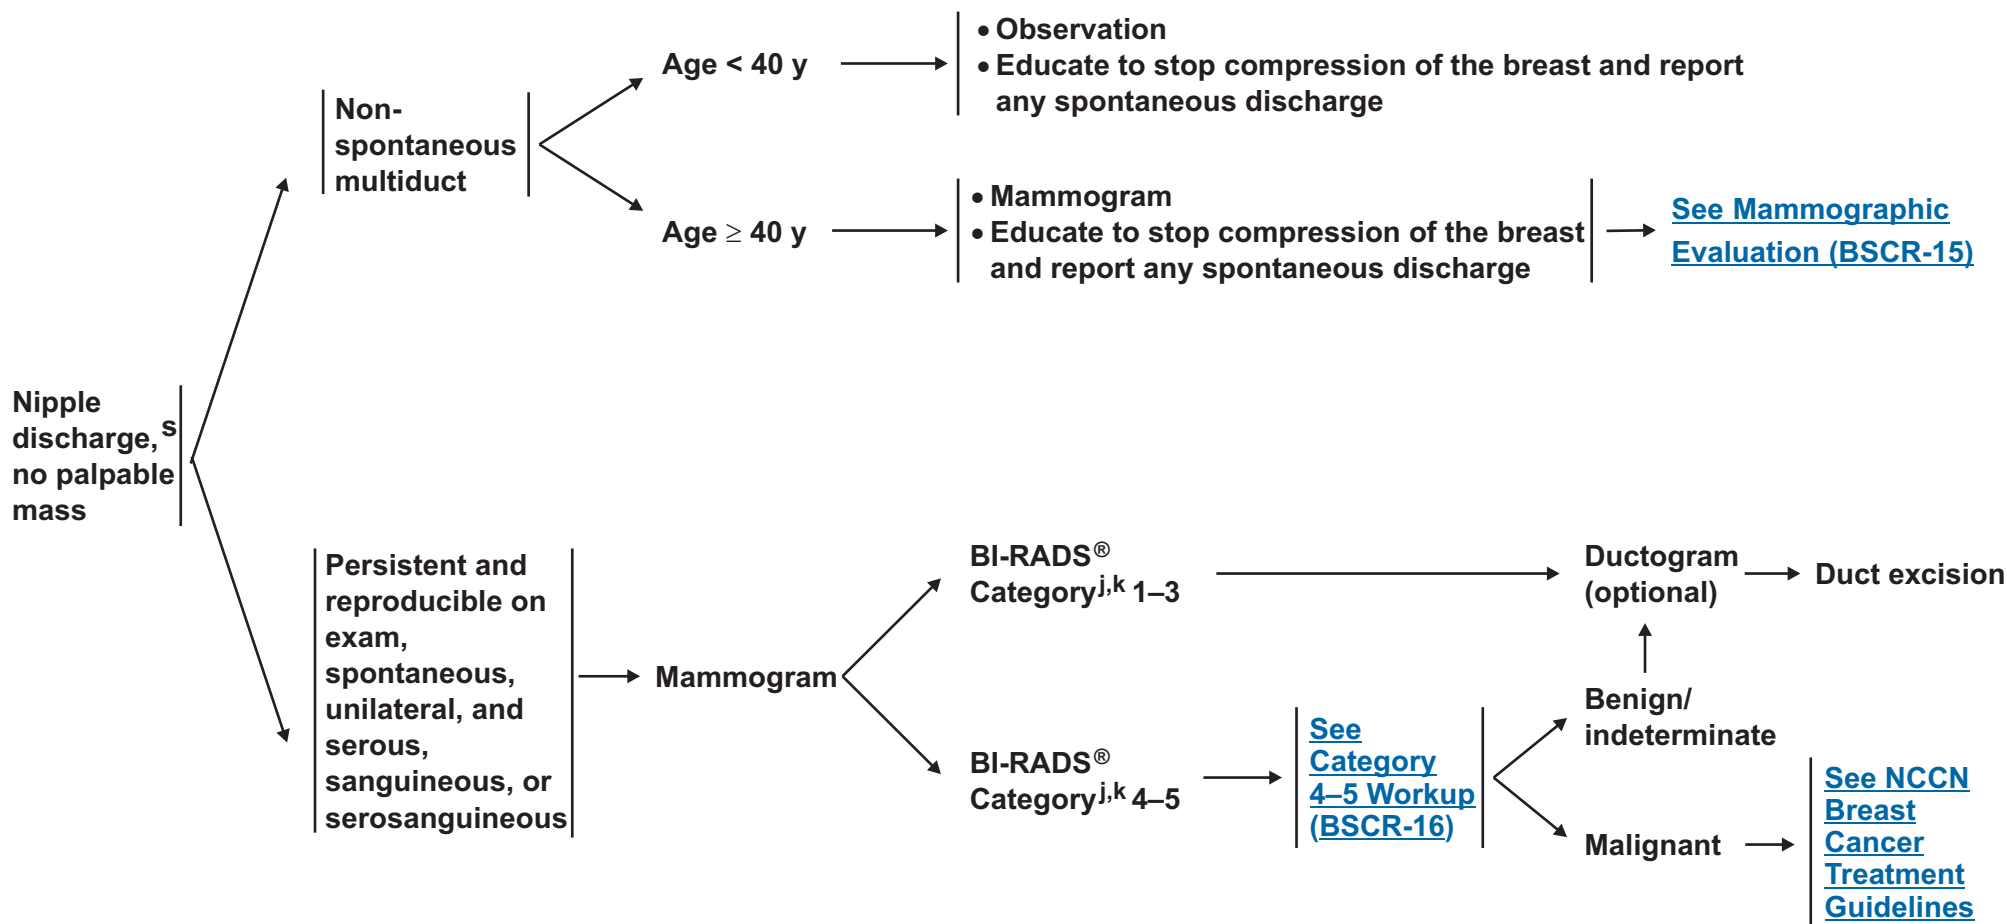 Nipple
discharge,s
no palpable
mass
Non-
spontaneous
multiduct
Age < 40 y
• Observation
• Educate to stop compression of the breast and report
any spontaneous discharge
Age ≥ 40 y
• Mammogram
• Educate to stop compression of the breast
and report any spontaneous discharge
See Mammographic
Evaluation (BSCR-15)
Persistent and
reproducible on
exam,
spontaneous,
unilateral, and
serous,
sanguineous, or
serosanguineous
Mammogram
BI-RADS®
Category j,k 1–3
Ductogram
(optional)
Duct excision
BI-RADS®
Category j,k 4–5
See
Category
4–5 Workup
(BSCR-16)
Benign/
indeterminate
Malignant
See NCCN
Breast
Cancer
Treatment
Guidelines